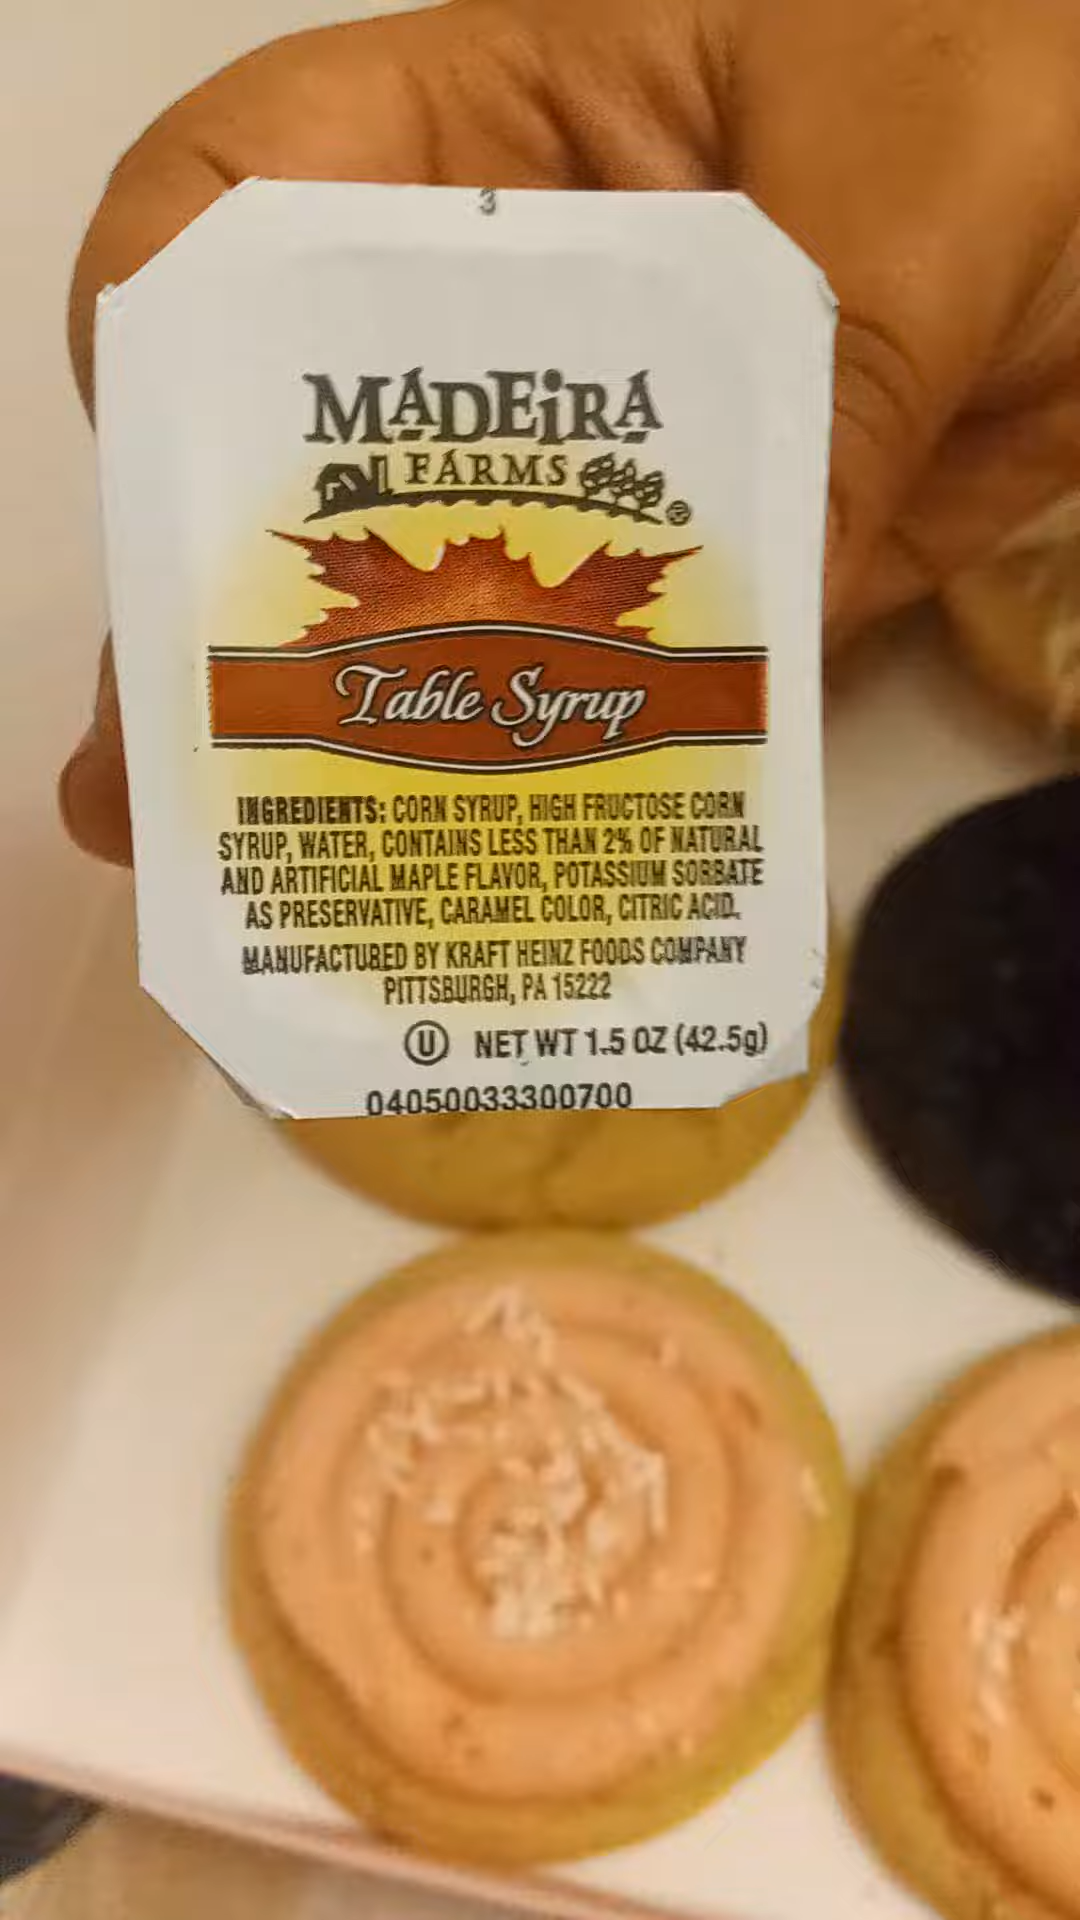 3
MADEiRA
FARMS
®
Table Syrup
INGREDIENTS: CORN SYRUP, HIGH FRUCTOSE CORN
SYRUP, WATER, CONTAINS LESS THAN 2% OF NATURAL
AND ARTIFICIAL MAPLE FLAVOR, POTASSIUM SORBATE
AS PRESERVATIVE, CARAMEL COLOR, CITRIC ACID.
MANUFACTURED BY KRAFT HEINZ FOODS COMPANY
PITTSBURGH, PA 15222
U NET WT 1.5 OZ (42.5g)
04050033300700